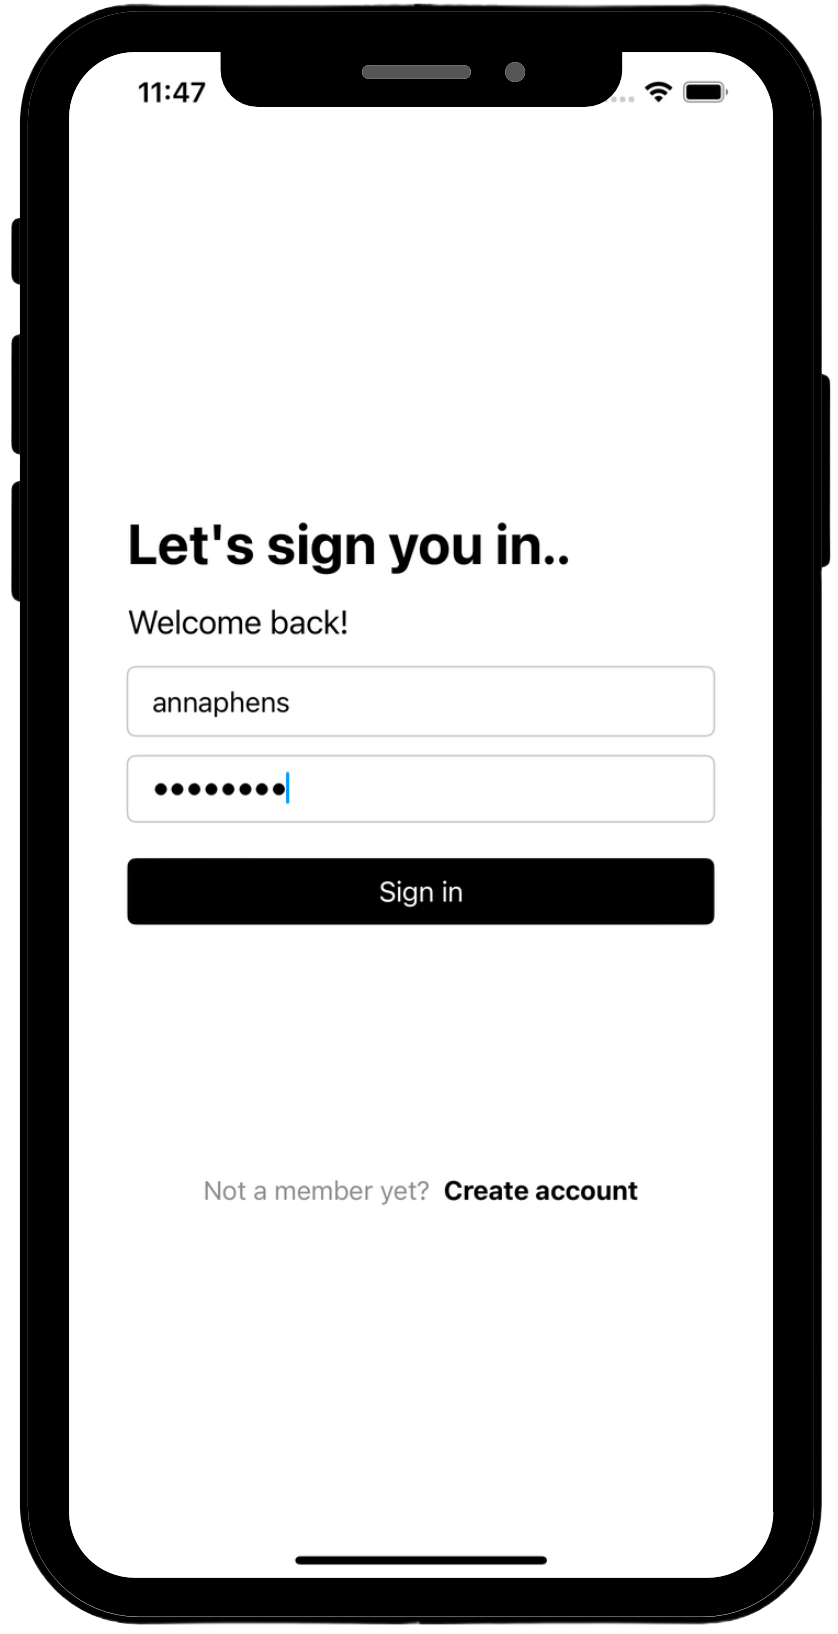 11:47
Let's sign you in..
Welcome back!
annaphens
••••••••
Sign in
Not a member yet? Create account